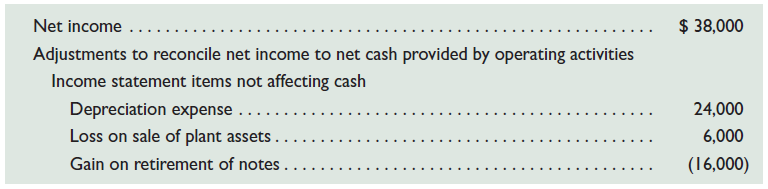 Net income . . . . . . . . . . . . . . . . . . . . . . . . . . . . . . . . . . . . . . . . . . . . . . . . . . . . . . . . . . . . . $ 38,000
Adjustments to reconcile net income to net cash provided by operating activities
Income statement items not affecting cash
Depreciation expense . . . . . . . . . . . . . . . . . . . . . . . . . . . . . . . . . . . . . . . . . . . . . . . . 24,000
Loss on sale of plant assets . . . . . . . . . . . . . . . . . . . . . . . . . . . . . . . . . . . . . . . . . . . 6,000
Gain on retirement of notes . . . . . . . . . . . . . . . . . . . . . . . . . . . . . . . . . . . . . . . . . . (16,000)